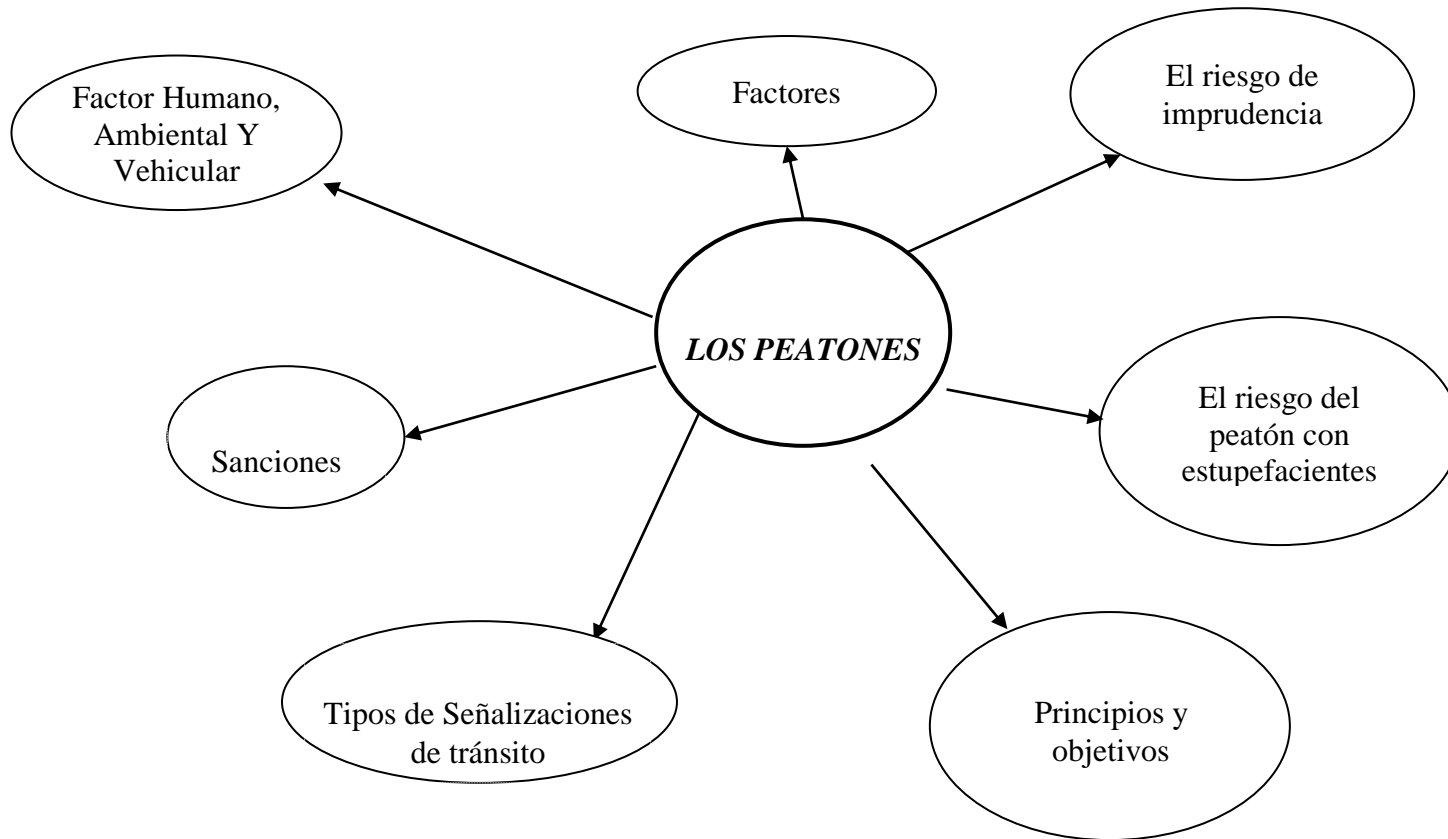 Factor Humano,
Ambiental Y
Vehicular
Factores
El riesgo de
imprudencia
LOS PEATONES
Sanciones
El riesgo del
peatón con
estupefacientes
Tipos de Señalizaciones
de tránsito
Principios y
objetivos